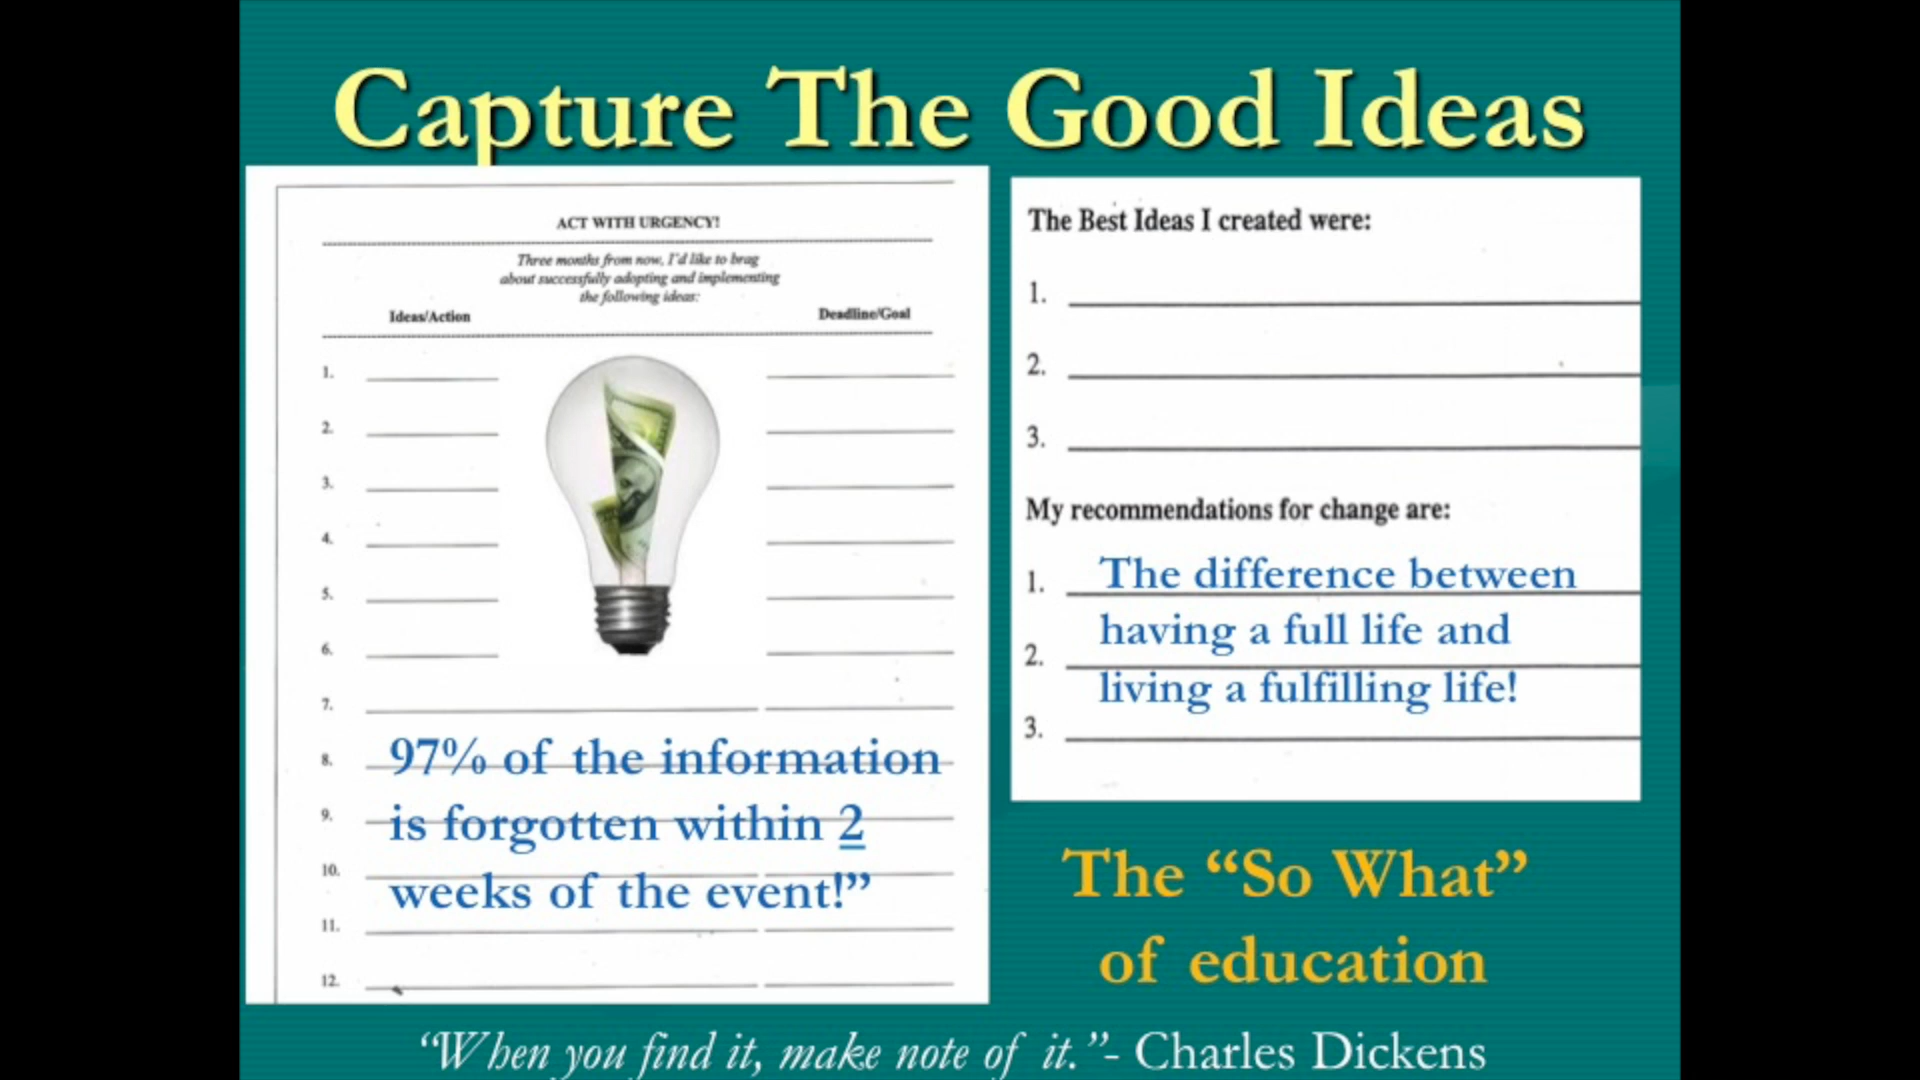 Capture The Good Ideas
ACT WITH URGENCY!
Three months from now, I'd like to brag
about successfully adopting and implementing
the following ideas:
Ideas/Action
Deadline/Goal
1.
2.
3.
4.
5.
6.
7.
8.
9.
10.
11.
12.
97% of the information
is forgotten within 2
weeks of the event!”
The Best Ideas I created were:
1.
2.
3.
My recommendations for change are:
1.
2.
3.
The difference between
having a full life and
living a fulfilling life!
The “So What”
of education
“When you find it, make note of it.”- Charles Dickens